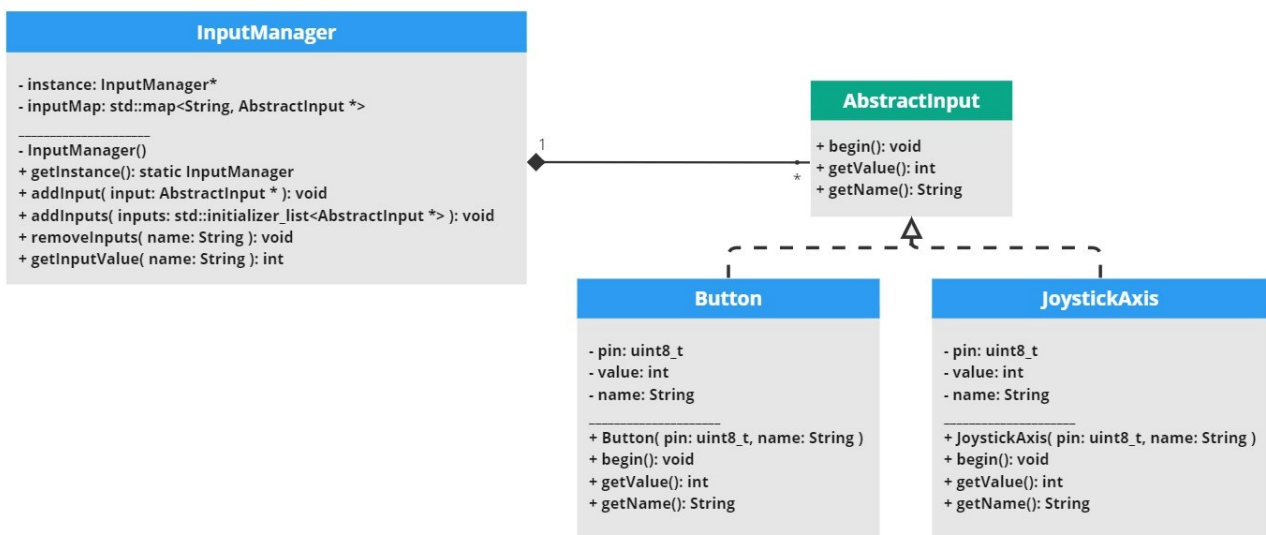 InputManager
- instance: InputManager*
- inputMap: std::map<String, AbstractInput *>
- InputManager()
+ getInstance(): static InputManager
+ addInput( input: AbstractInput * ): void
+ addInputs( inputs: std::initializer_list<AbstractInput *> ): void
+ removeInputs( name: String ): void
+ getInputValue( name: String ): int
1
*
AbstractInput
+ begin(): void
+ getValue(): int
+ getName(): String
Button
- pin: uint8_t
- value: int
- name: String
+ Button( pin: uint8_t, name: String )
+ begin(): void
+ getValue(): int
+ getName(): String
JoystickAxis
- pin: uint8_t
- value: int
- name: String
+ JoystickAxis( pin: uint8_t, name: String )
+ begin(): void
+ getValue(): int
+ getName(): String